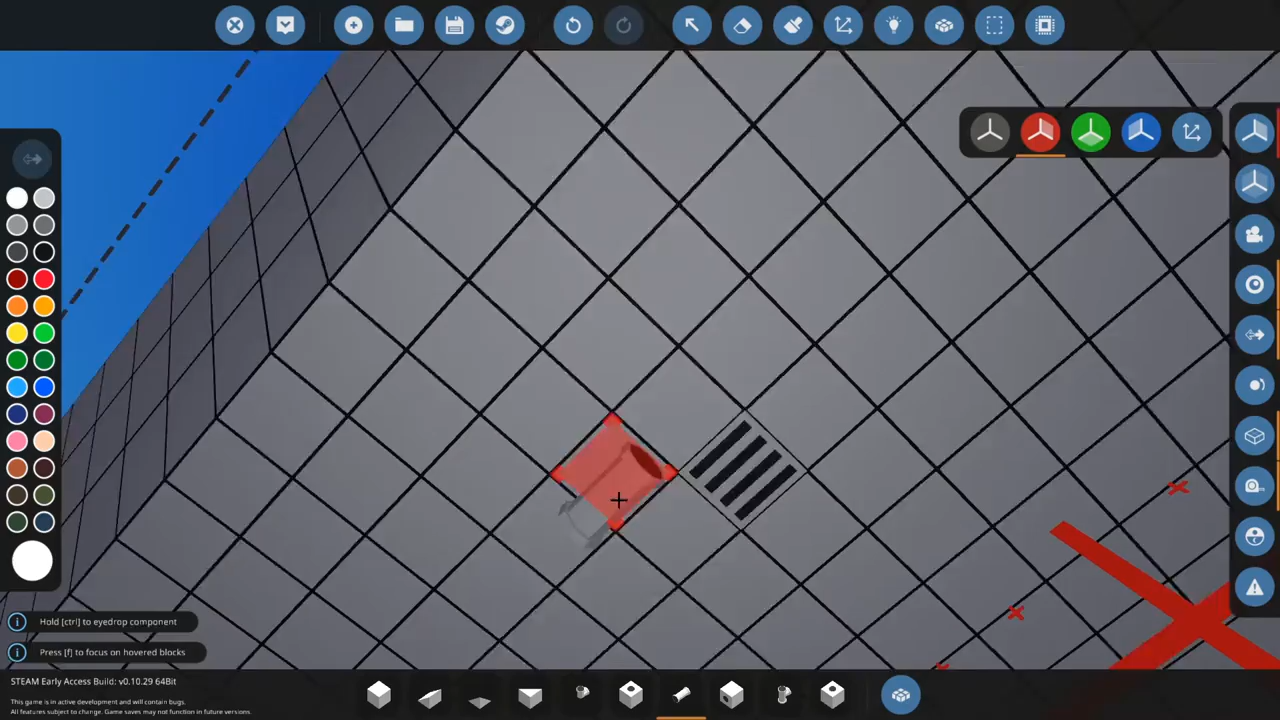 Hold [ctrl] to eyedrop component
Press [f] to focus on hovered blocks
STEAM Early Access Build: v0.10.29 64Bit
This game is in active development and will contain bugs.
All features subject to change. Game saves may not function in future versions.